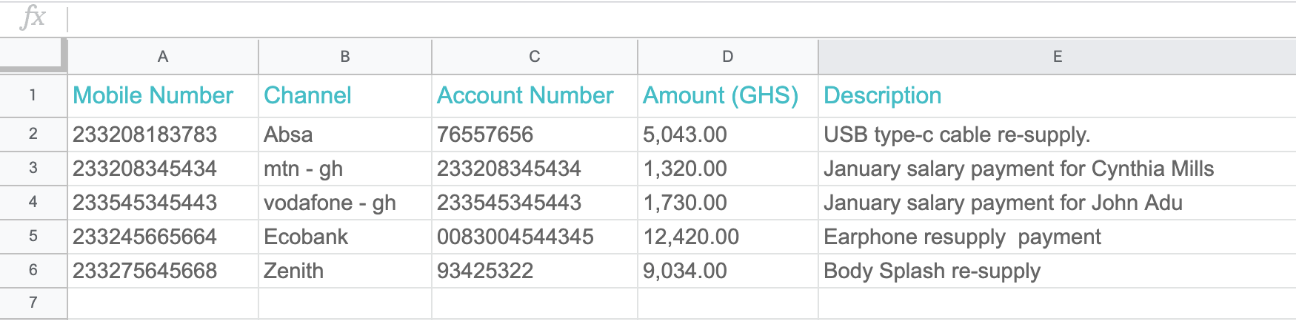 fx
A B C D E
1 Mobile Number Channel Account Number Amount (GHS) Description
2 233208183783 Absa 76557656 5,043.00 USB type-c cable re-supply.
3 233208345434 mtn - gh 233208345434 1,320.00 January salary payment for Cynthia Mills
4 233545345443 vodafone - gh 233545345443 1,730.00 January salary payment for John Adu
5 233245665664 Ecobank 0083004544345 12,420.00 Earphone resupply  payment
6 233275645668 Zenith 93425322 9,034.00 Body Splash re-supply
7